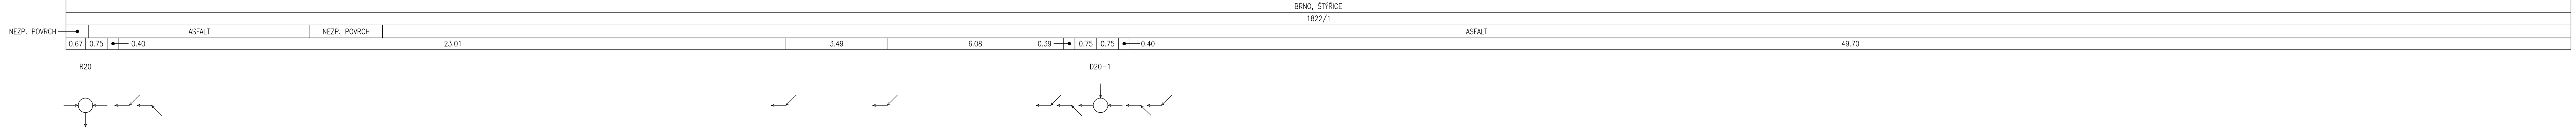 BRNO, ŠTÝŘICE
1822/1
NEZP. POVRCH ASFALT NEZP. POVRCH ASFALT
0.67 0.75 0.40 23.01 3.49 6.08 0.39 0.75 0.75 0.40 49.70
R20 D20-1